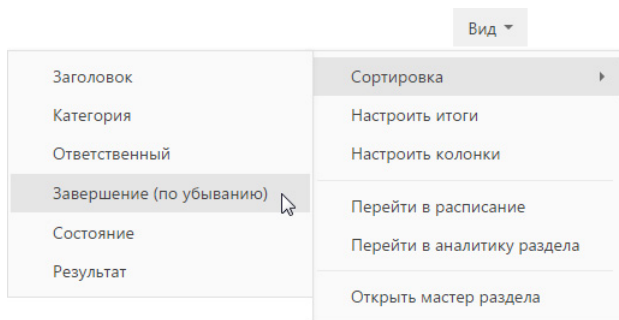 Вид
Заголовок
Категория
Ответственный
Завершение (по убыванию)
Состояние
Результат
Сортировка
Настроить итоги
Настроить колонки
Перейти в расписание
Перейти в аналитику раздела
Открыть мастер раздела